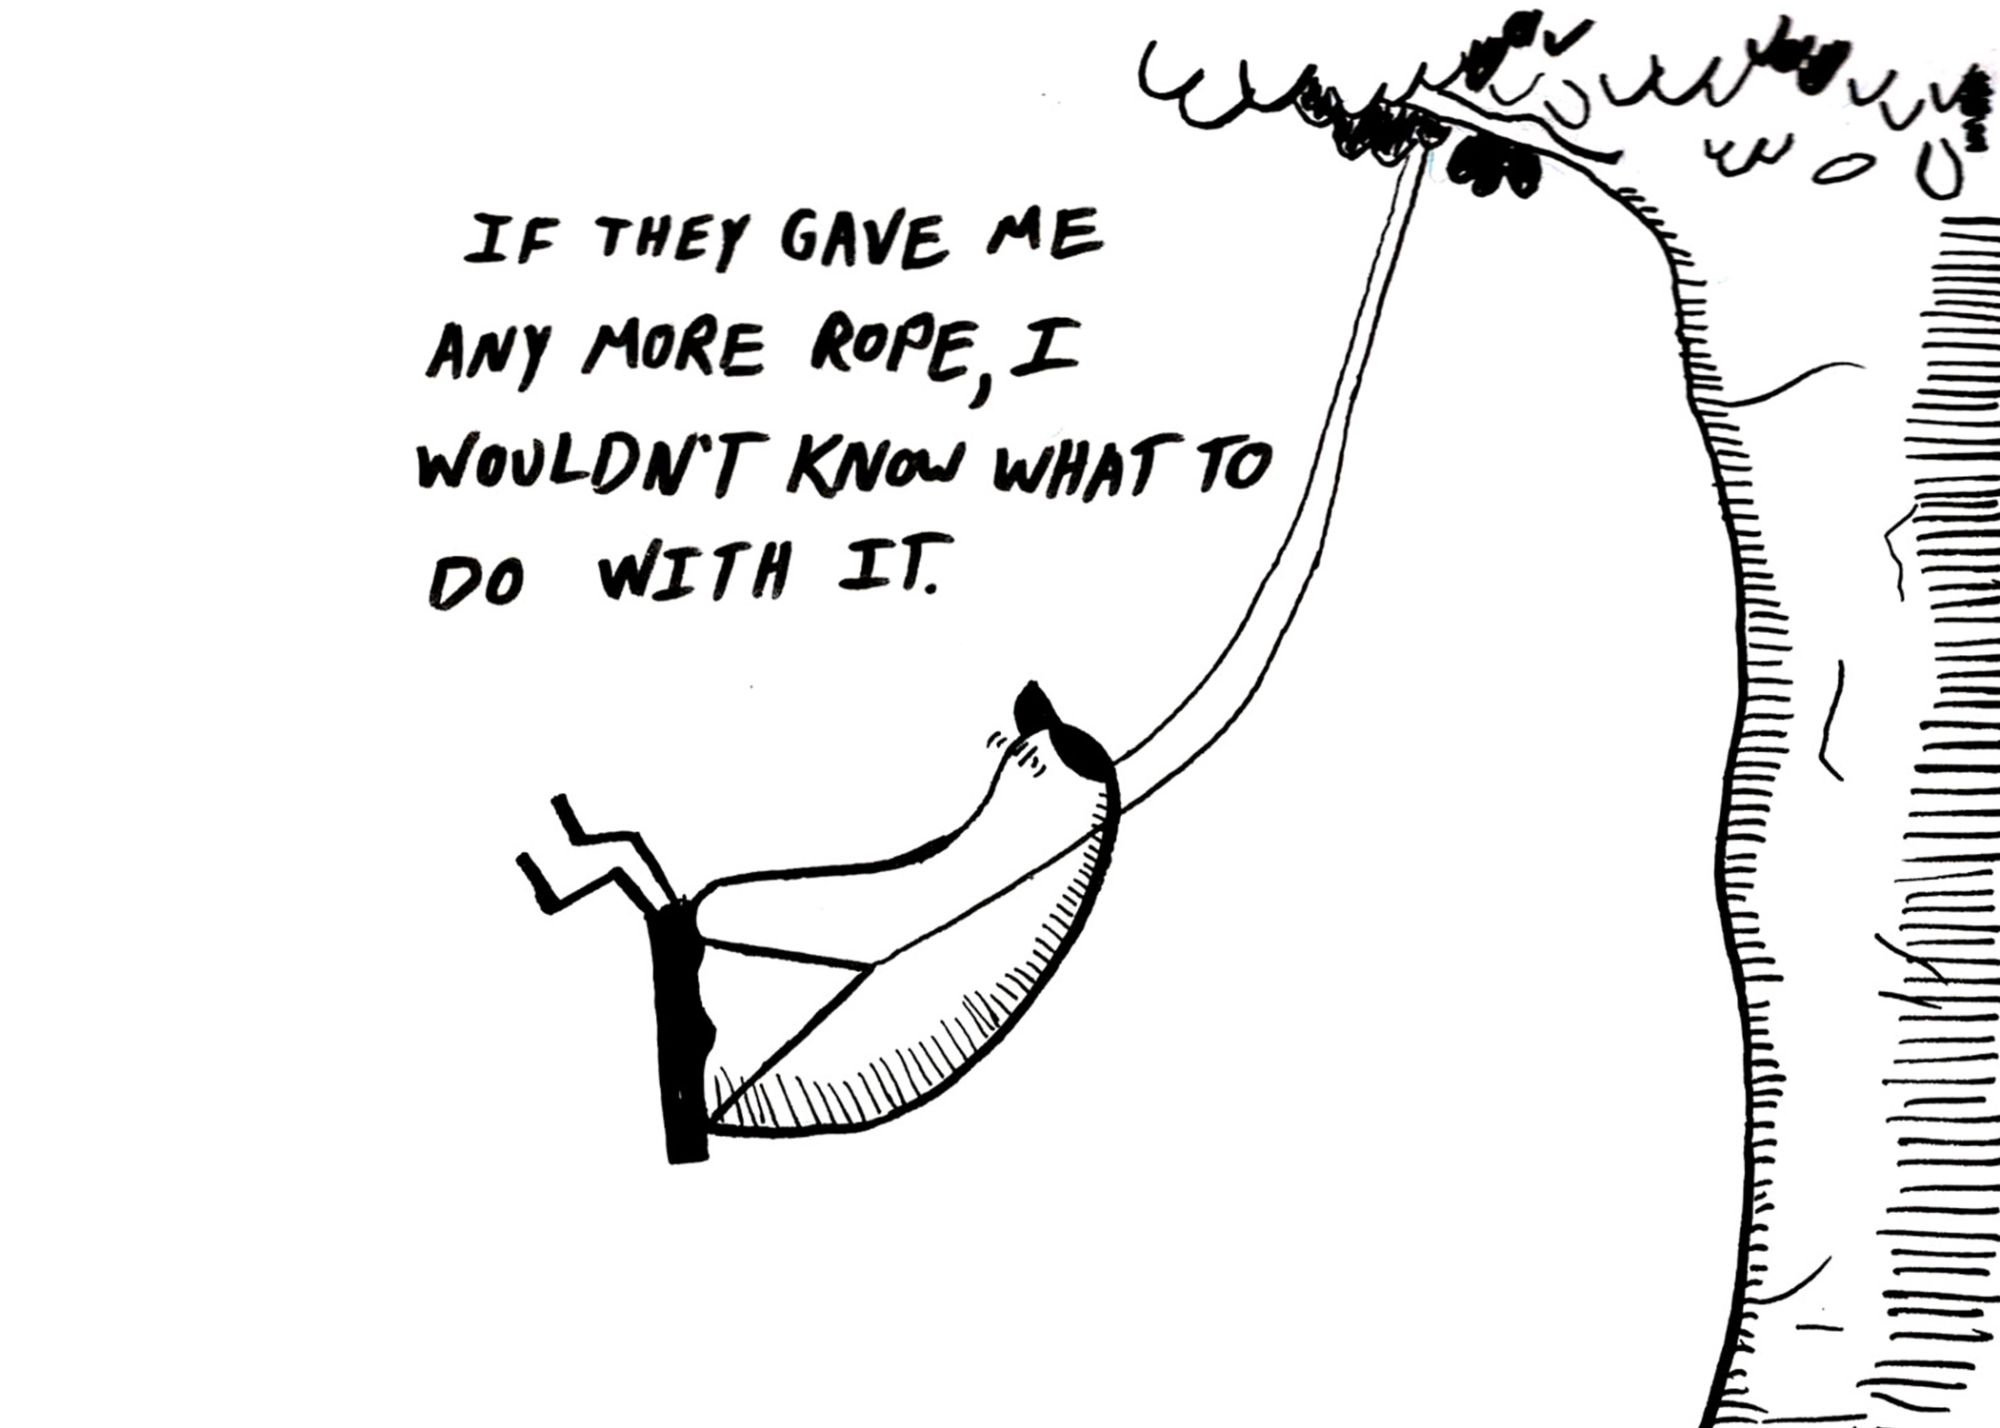 IF THEY GAVE ME
ANY MORE ROPE, I
WOULDN'T KNOW WHAT TO
DO WITH IT.